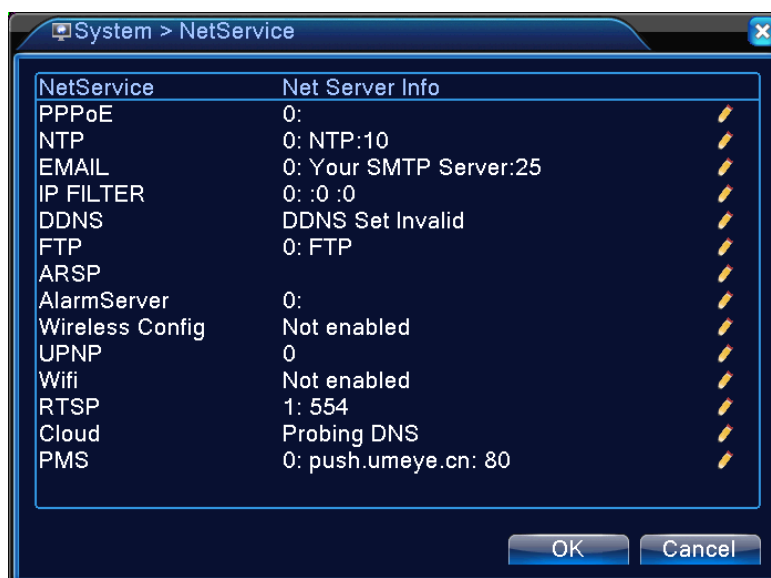 System > NetService
NetService Net Server Info
PPPoE 0:
NTP 0: NTP:10
EMAIL 0: Your SMTP Server:25
IP FILTER 0: :0 :0
DDNS DDNS Set Invalid
FTP 0: FTP
ARSP
AlarmServer 0:
Wireless Config Not enabled
UPNP 0
Wifi Not enabled
RTSP 1: 554
Cloud Probing DNS
PMS 0: push.umeye.cn: 80
OK Cancel